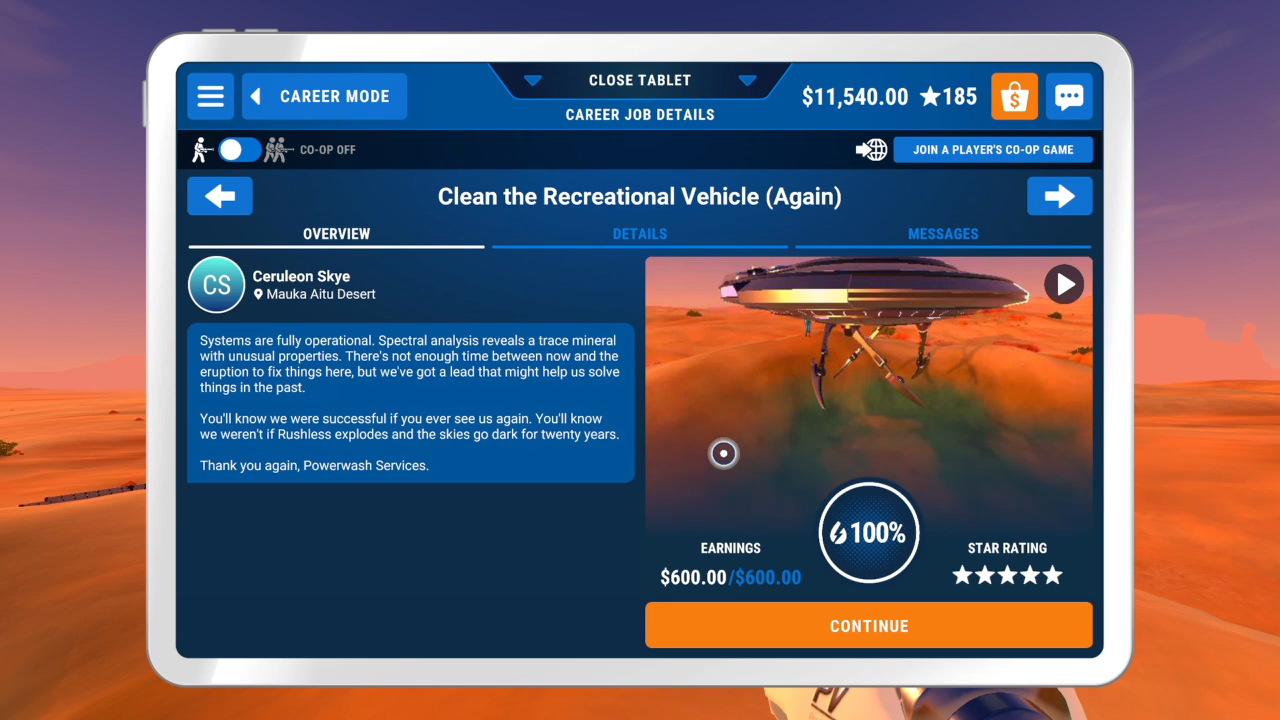 CLOSE TABLET
CAREER MODE
$11,540.00 ★185
CAREER JOB DETAILS
CO-OP OFF
JOIN A PLAYER'S CO-OP GAME
Clean the Recreational Vehicle (Again)
OVERVIEW
DETAILS
MESSAGES
CS
Ceruleon Skye
Mauka Aitu Desert
Systems are fully operational. Spectral analysis reveals a trace mineral
with unusual properties. There's not enough time between now and the
eruption to fix things here, but we've got a lead that might help us solve
things in the past.
You'll know we were successful if you ever see us again. You'll know
we weren't if Rushless explodes and the skies go dark for twenty years.
Thank you again, Powerwash Services.
100%
EARNINGS
$600.00/$600.00
STAR RATING
★★★★★
CONTINUE